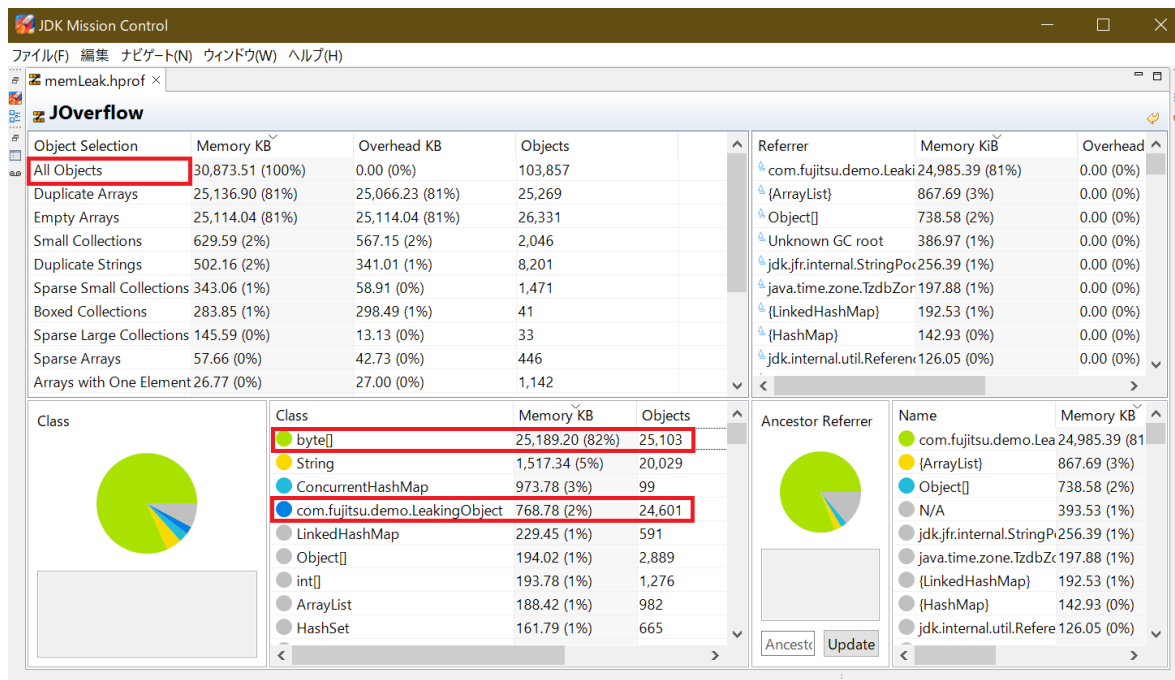 JDK Mission Control
ファイル(F) 編集 ナビゲート(N) ウィンドウ(W) ヘルプ(H)
memLeak.hprof
JOverflow
Object Selection Memory KB Overhead KB Objects
All Objects 30,873.51 (100%) 0.00 (0%) 103,857
Duplicate Arrays 25,136.90 (81%) 25,066.23 (81%) 25,269
Empty Arrays 25,114.04 (81%) 25,114.04 (81%) 26,331
Small Collections 629.59 (2%) 567.15 (2%) 2,046
Duplicate Strings 502.16 (2%) 341.01 (1%) 8,201
Sparse Small Collections 343.06 (1%) 58.91 (0%) 1,471
Boxed Collections 283.85 (1%) 298.49 (1%) 41
Sparse Large Collections 145.59 (0%) 13.13 (0%) 33
Sparse Arrays 57.66 (0%) 42.73 (0%) 446
Arrays with One Element 26.77 (0%) 27.00 (0%) 1,142
Referrer Memory KiB Overhead
com.fujitsu.demo.Leaki 24,985.39 (81%) 0.00 (0%)
{ArrayList} 867.69 (3%) 0.00 (0%)
Object[] 738.58 (2%) 0.00 (0%)
Unknown GC root 386.97 (1%) 0.00 (0%)
jdk.jfr.internal.StringPoc 256.39 (1%) 0.00 (0%)
java.time.zone.TzdbZor 197.88 (1%) 0.00 (0%)
{LinkedHashMap} 192.53 (1%) 0.00 (0%)
{HashMap} 142.93 (0%) 0.00 (0%)
jdk.internal.util.Referenc 126.05 (0%) 0.00 (0%)
Class
Class Memory KB Objects
byte[] 25,189.20 (82%) 25,103
String 1,517.34 (5%) 20,029
ConcurrentHashMap 973.78 (3%) 99
com.fujitsu.demo.LeakingObject 768.78 (2%) 24,601
LinkedHashMap 229.45 (1%) 591
Object[] 194.02 (1%) 2,889
int[] 193.78 (1%) 1,276
ArrayList 188.42 (1%) 982
HashSet 161.79 (1%) 665
Ancestor Referrer
Ancesto Update
Name Memory KB
com.fujitsu.demo.Lea 24,985.39 (81
{ArrayList} 867.69 (3%)
Object[] 738.58 (2%)
N/A 393.53 (1%)
jdk.jfr.internal.StringP 256.39 (1%)
java.time.zone.TzdbZc 197.88 (1%)
{LinkedHashMap} 192.53 (1%)
{HashMap} 142.93 (0%)
jdk.internal.util.Refere 126.05 (0%)